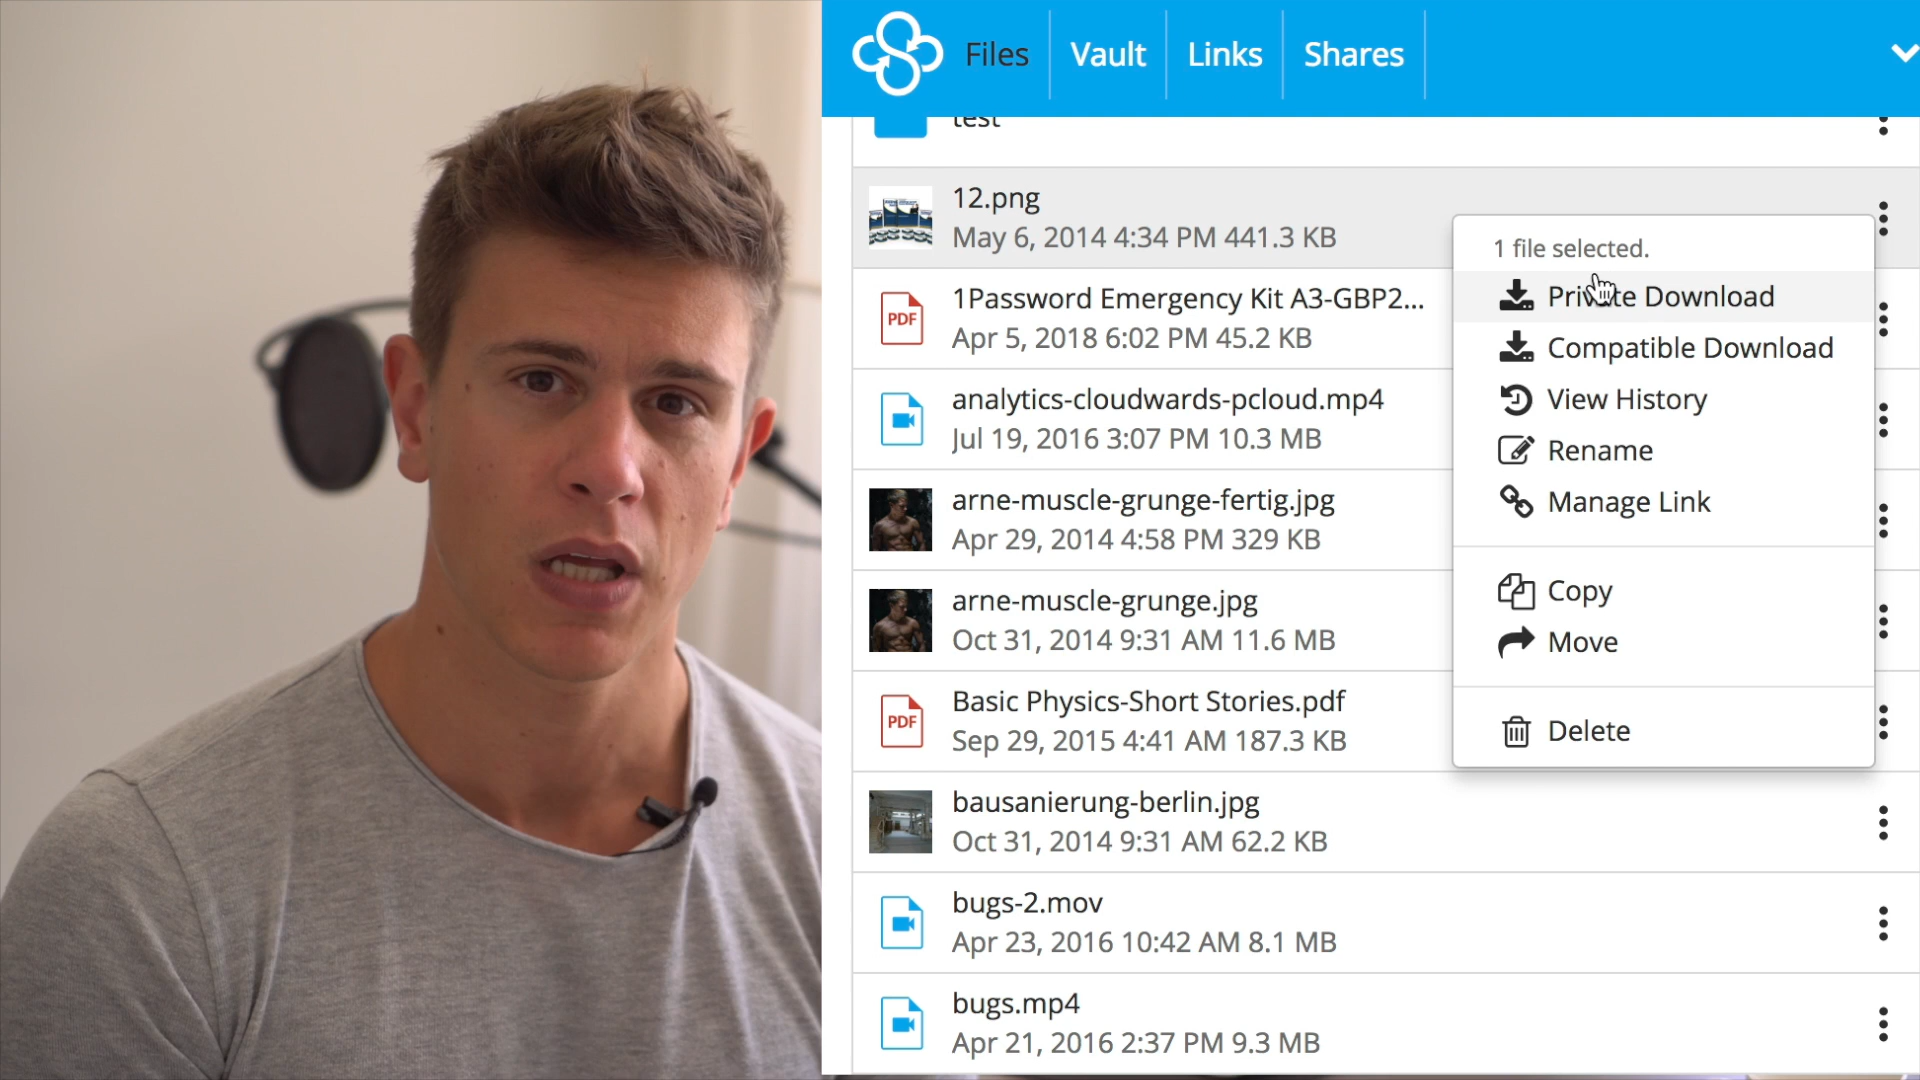 Files
Vault
Links
Shares
test
12.png
May 6, 2014 4:34 PM 441.3 KB
1Password Emergency Kit A3-GBP2...
Apr 5, 2018 6:02 PM 45.2 KB
analytics-cloudwards-pcloud.mp4
Jul 19, 2016 3:07 PM 10.3 MB
arne-muscle-grunge-fertig.jpg
Apr 29, 2014 4:58 PM 329 KB
arne-muscle-grunge.jpg
Oct 31, 2014 9:31 AM 11.6 MB
Basic Physics-Short Stories.pdf
Sep 29, 2015 4:41 AM 187.3 KB
bausanierung-berlin.jpg
Oct 31, 2014 9:31 AM 62.2 KB
bugs-2.mov
Apr 23, 2016 10:42 AM 8.1 MB
bugs.mp4
Apr 21, 2016 2:37 PM 9.3 MB
PDF
PDF
1 file selected.
Private Download
Compatible Download
View History
Rename
Manage Link
Copy
Move
Delete